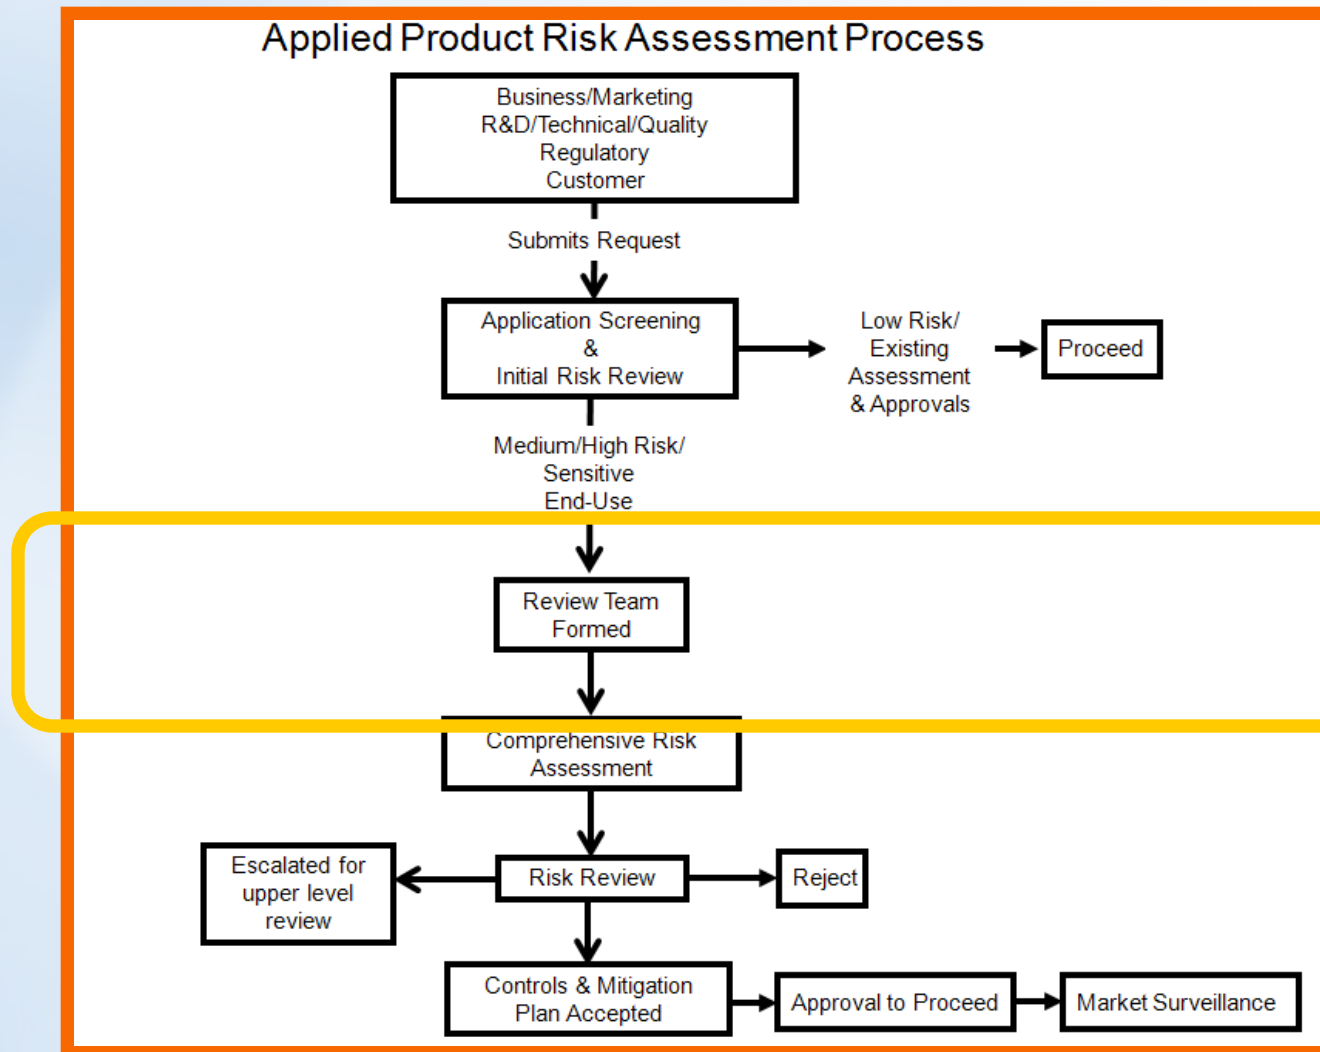 Applied Product Risk Assessment Process
Business/Marketing
R&D/Technical/Quality
Regulatory
Customer
Submits Request
Application Screening
&
Initial Risk Review
Low Risk/
Existing
Assessment
& Approvals
Proceed
Medium/High Risk/
Sensitive
End-Use
Review Team
Formed
Comprehensive Risk
Assessment
Escalated for
upper level
review
Risk Review
Reject
Controls & Mitigation
Plan Accepted
Approval to Proceed
Market Surveillance